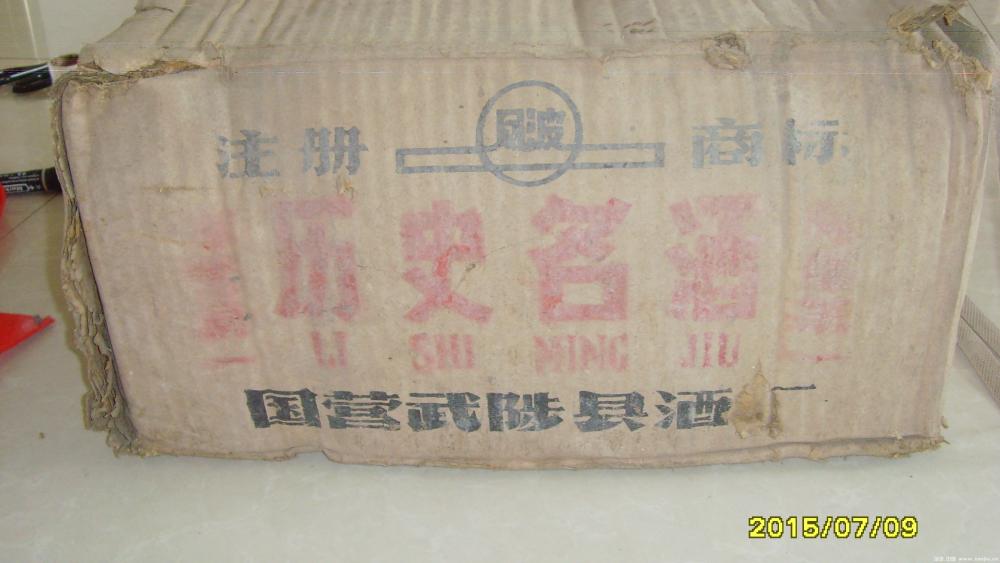 注册 商标
历史名酒
LI SHI MING JIU
国营武陟县酒厂
2015/07/09